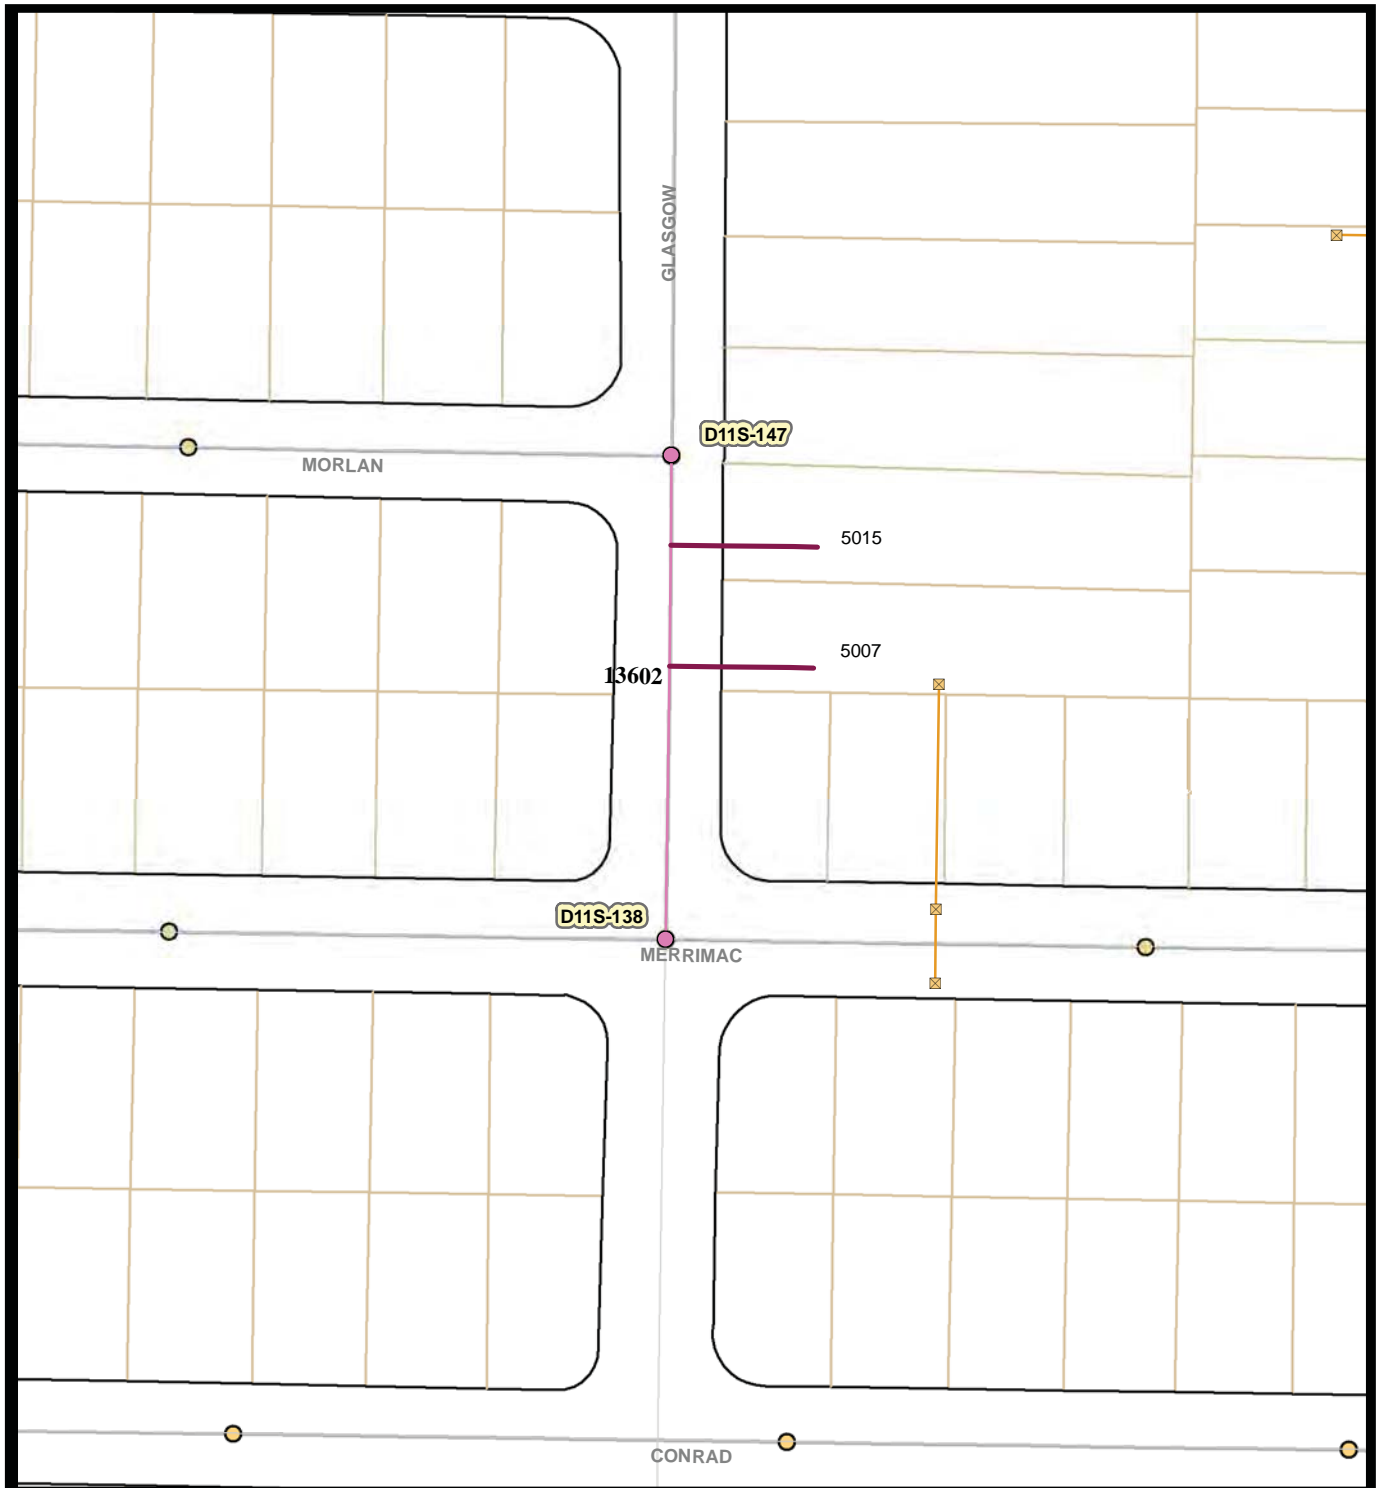 GLASGOW
D11S-147
MORLAN
5015
5007
13602
D11S-138
MERRIMAC
CONRAD